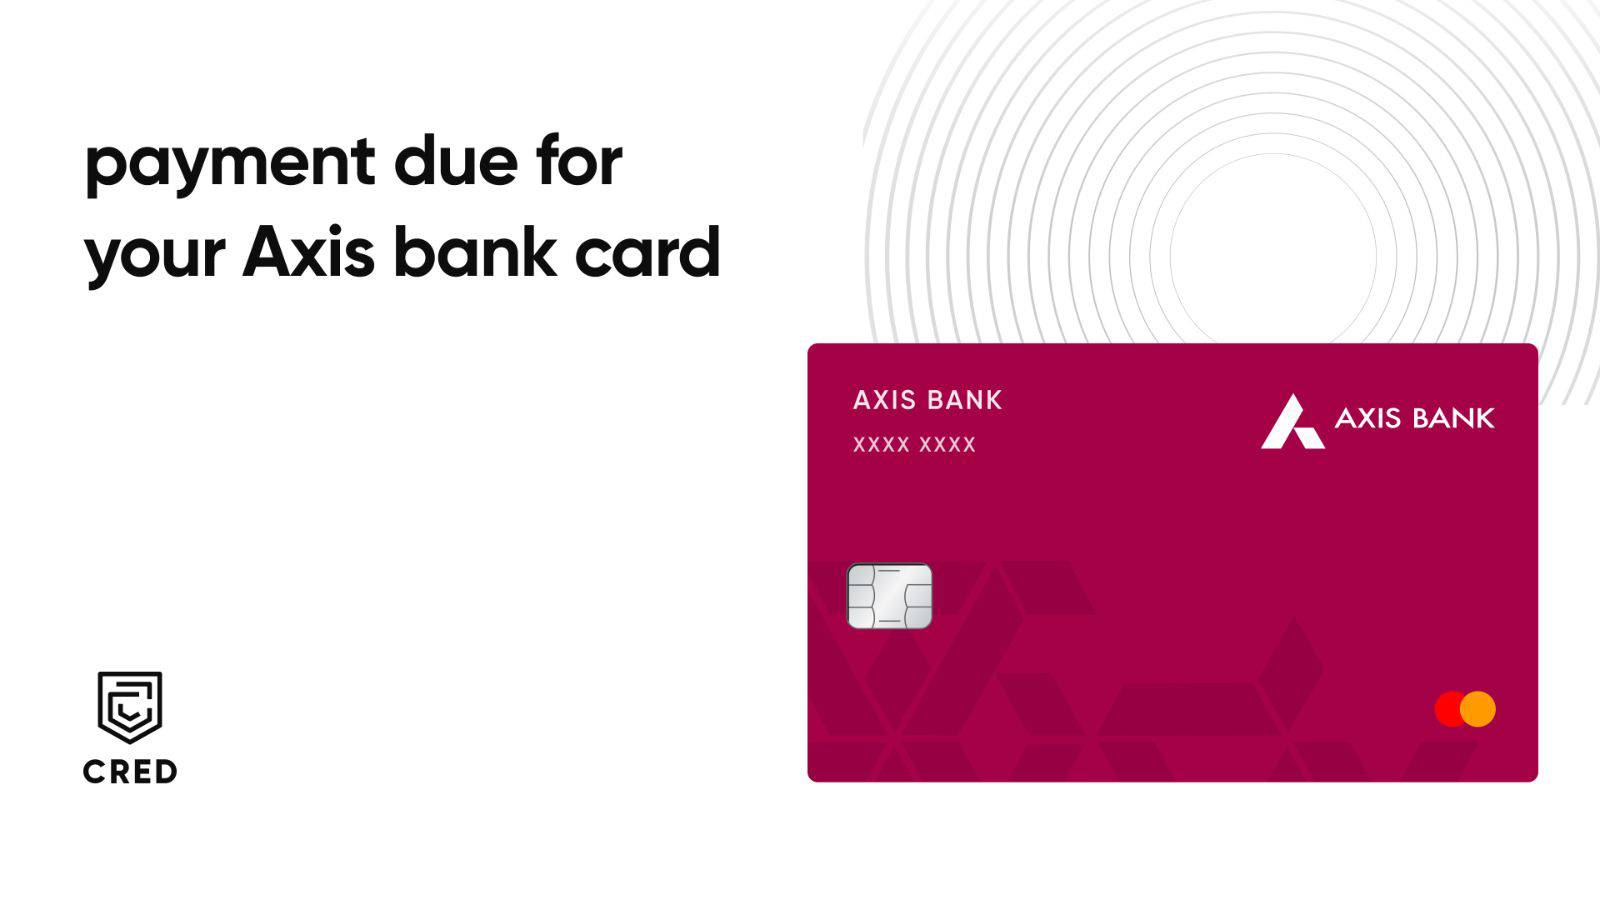 payment due for
your Axis bank card
AXIS BANK
XXXX XXXX
AXIS BANK
CRED